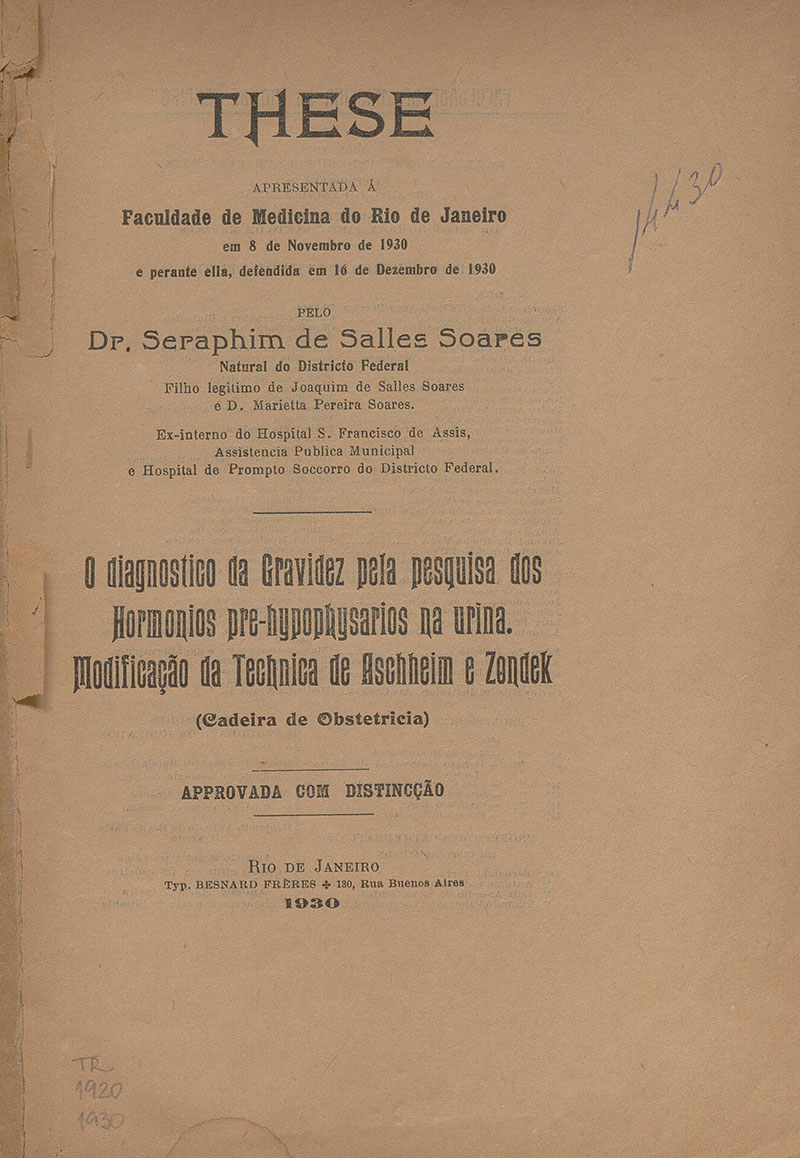 THESE
APRESENTADA Á
Faculdade de Medicina do Rio de Janeiro
em 8 de Novembro de 1930
e perante ella, defendida em 16 de Dezembro de 1930
PELO
Dr. Seraphim de Salles Soares
Natural do Districto Federal
Filho legitimo de Joaquim de Salles Soares
e D. Marietta Pereira Soares.
Ex-interno do Hospital S. Francisco de Assis,
Assistencia Publica Municipal
e Hospital de Prompto Soccorro do Districto Federal.
O diagnostico da Gravidez pela pesquisa dos
Hormonios pre-hypophysarios na urina.
Modificação da Technica de Aschheim e Zondek
(Cadeira de Obstetricia)
APPROVADA COM DISTINCÇÃO
RIO DE JANEIRO
Typ. BESNARD FRÈRES ✤ 130, Rua Buenos Aires
1930
TR
1920
1930